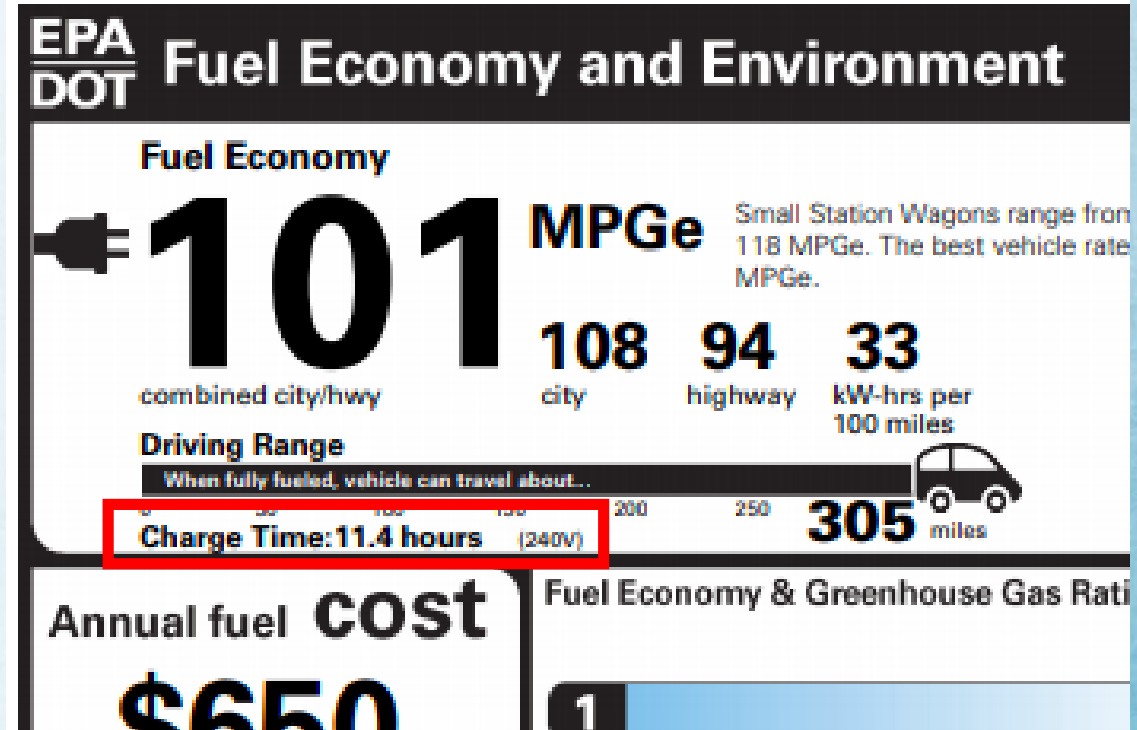 EPA
DOT
Fuel Economy and Environment
Fuel Economy
101
MPGe
combined city/hwy
Small Station Wagons range from
118 MPGe. The best vehicle rate
MPGe.
108
city
94
highway
33
kW-hrs per
100 miles
Driving Range
When fully fueled, vehicle can travel about...
200 250 305 miles
Charge Time: 11.4 hours (240V)
Annual fuel cost
$650
Fuel Economy & Greenhouse Gas Rati
1